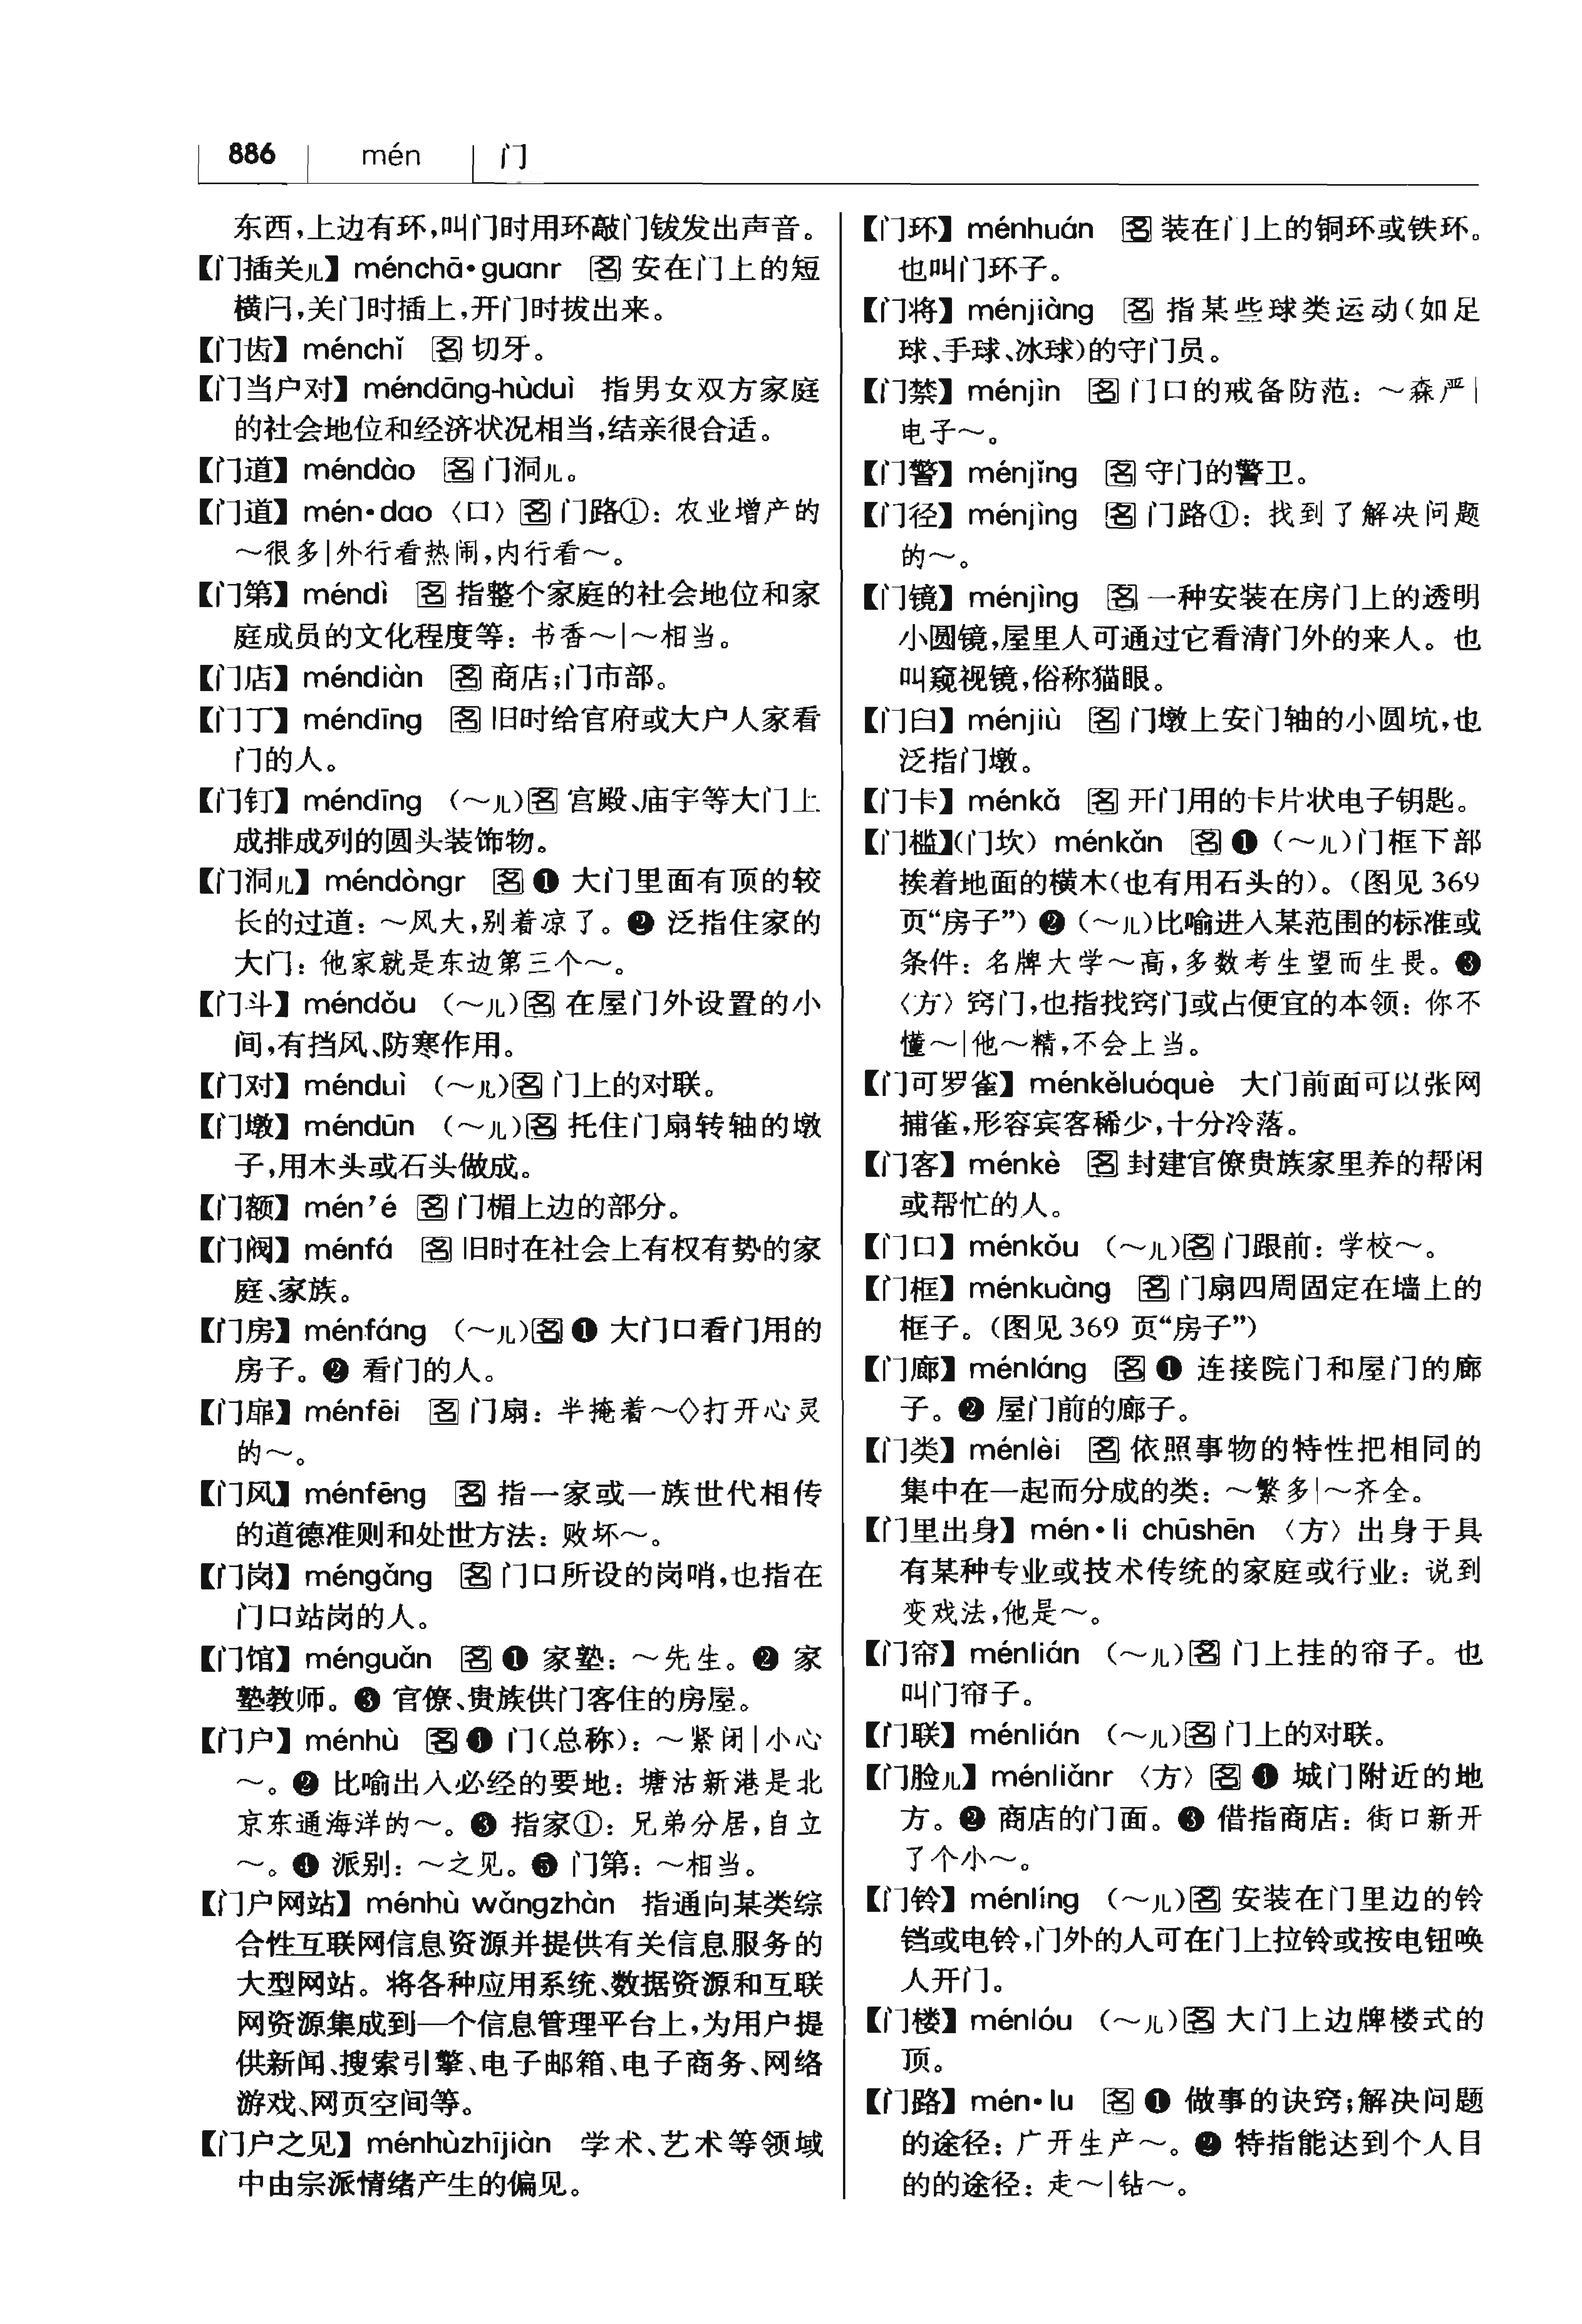 886 mén 门
东西,上边有环,叫门时用环敲门钹发出声音。
【门插关儿】 ménchā·guanr 名 安在门上的短
横闩,关门时插上,开门时拔出来。
【门齿】 ménchǐ 名 切牙。
【门当户对】 méndāng-hùduì 指男女双方家庭
的社会地位和经济状况相当,结亲很合适。
【门道】 méndào 名 门洞儿。
【门道】 mén·dao 〈口〉 名 门路①: 农业增产的
～很多|外行看热闹,内行看～。
【门第】 méndì 名 指整个家庭的社会地位和家
庭成员的文化程度等: 书香～|～相当。
【门店】 méndiàn 名 商店;门市部。
【门丁】 méndīng 名 旧时给官府或大户人家看
门的人。
【门钉】 méndīng (～儿)名 宫殿、庙宇等大门上
成排成列的圆头装饰物。
【门洞儿】 méndòngr 名 ❶ 大门里面有顶的较
长的过道: ～风大,别着凉了。❷ 泛指住家的
大门: 他家就是东边第三个～。
【门斗】 méndǒu (～儿)名 在屋门外设置的小
间,有挡风、防寒作用。
【门对】 ménduì (～儿)名 门上的对联。
【门墩】 méndūn (～儿)名 托住门扇转轴的墩
子,用木头或石头做成。
【门额】 mén’é 名 门楣上边的部分。
【门阀】 ménfá 名 旧时在社会上有权有势的家
庭、家族。
【门房】 ménfáng (～儿)名 ❶ 大门口看门用的
房子。❷ 看门的人。
【门扉】 ménfēi 名 门扇: 半掩着～◇打开心灵
的～。
【门风】 ménfēng 名 指一家或一族世代相传
的道德准则和处世方法: 败坏～。
【门岗】 méngǎng 名 门口所设的岗哨,也指在
门口站岗的人。
【门馆】 ménguǎn 名 ❶ 家塾: ～先生。❷ 家
塾教师。❸ 官僚、贵族供门客住的房屋。
【门户】 ménhù 名 ❶ 门(总称): ～紧闭|小心
～。❷ 比喻出入必经的要地: 塘沽新港是北
京东通海洋的～。❸ 指家①: 兄弟分居,自立
～。❹ 派别: ～之见。❺ 门第: ～相当。
【门户网站】 ménhù wǎngzhàn 指通向某类综
合性互联网信息资源并提供有关信息服务的
大型网站。将各种应用系统、数据资源和互联
网资源集成到一个信息管理平台上,为用户提
供新闻、搜索引擎、电子邮箱、电子商务、网络
游戏、网页空间等。
【门户之见】 ménhùzhījiàn 学术、艺术等领域
中由宗派情绪产生的偏见。
【门环】 ménhuán 名 装在门上的铜环或铁环。
也叫门环子。
【门将】 ménjiàng 名 指某些球类运动(如足
球、手球、冰球)的守门员。
【门禁】 ménjìn 名 门口的戒备防范: ～森严|
电子～。
【门警】 ménjǐng 名 守门的警卫。
【门径】 ménjìng 名 门路①: 找到了解决问题
的～。
【门镜】 ménjìng 名 一种安装在房门上的透明
小圆镜,屋里人可通过它看清门外的来人。也
叫窥视镜,俗称猫眼。
【门臼】 ménjiù 名 门墩上安门轴的小圆坑,也
泛指门墩。
【门卡】 ménkǎ 名 开门用的卡片状电子钥匙。
【门槛】(门坎) ménkǎn 名 ❶ (～儿)门框下部
挨着地面的横木(也有用石头的)。(图见 369
页“房子”) ❷ (～儿)比喻进入某范围的标准或
条件: 名牌大学～高,多数考生望而生畏。❸
〈方〉 窍门,也指找窍门或占便宜的本领: 你不
懂～|他～精,不会上当。
【门可罗雀】 ménkěluóquè 大门前面可以张网
捕雀,形容宾客稀少,十分冷落。
【门客】 ménkè 名 封建官僚贵族家里养的帮闲
或帮忙的人。
【门口】 ménkǒu (～儿)名 门跟前: 学校～。
【门框】 ménkuàng 名 门扇四周固定在墙上的
框子。(图见 369 页“房子”)
【门廊】 ménláng 名 ❶ 连接院门和屋门的廊
子。❷ 屋门前的廊子。
【门类】 ménlèi 名 依照事物的特性把相同的
集中在一起而分成的类: ～繁多|～齐全。
【门里出身】 mén·li chūshēn 〈方〉 出身于具
有某种专业或技术传统的家庭或行业: 说到
变戏法,他是～。
【门帘】 ménlián (～儿)名 门上挂的帘子。也
叫门帘子。
【门联】 ménlián (～儿)名 门上的对联。
【门脸儿】 ménliǎnr 〈方〉 名 ❶ 城门附近的地
方。❷ 商店的门面。❸ 借指商店: 街口新开
了个小～。
【门铃】 ménlíng (～儿)名 安装在门里边的铃
铛或电铃,门外的人可在门上拉铃或按电钮唤
人开门。
【门楼】 ménlóu (～儿)名 大门上边牌楼式的
顶。
【门路】 mén·lu 名 ❶ 做事的诀窍;解决问题
的途径: 广开生产～。❷ 特指能达到个人目
的的途径: 走～|钻～。